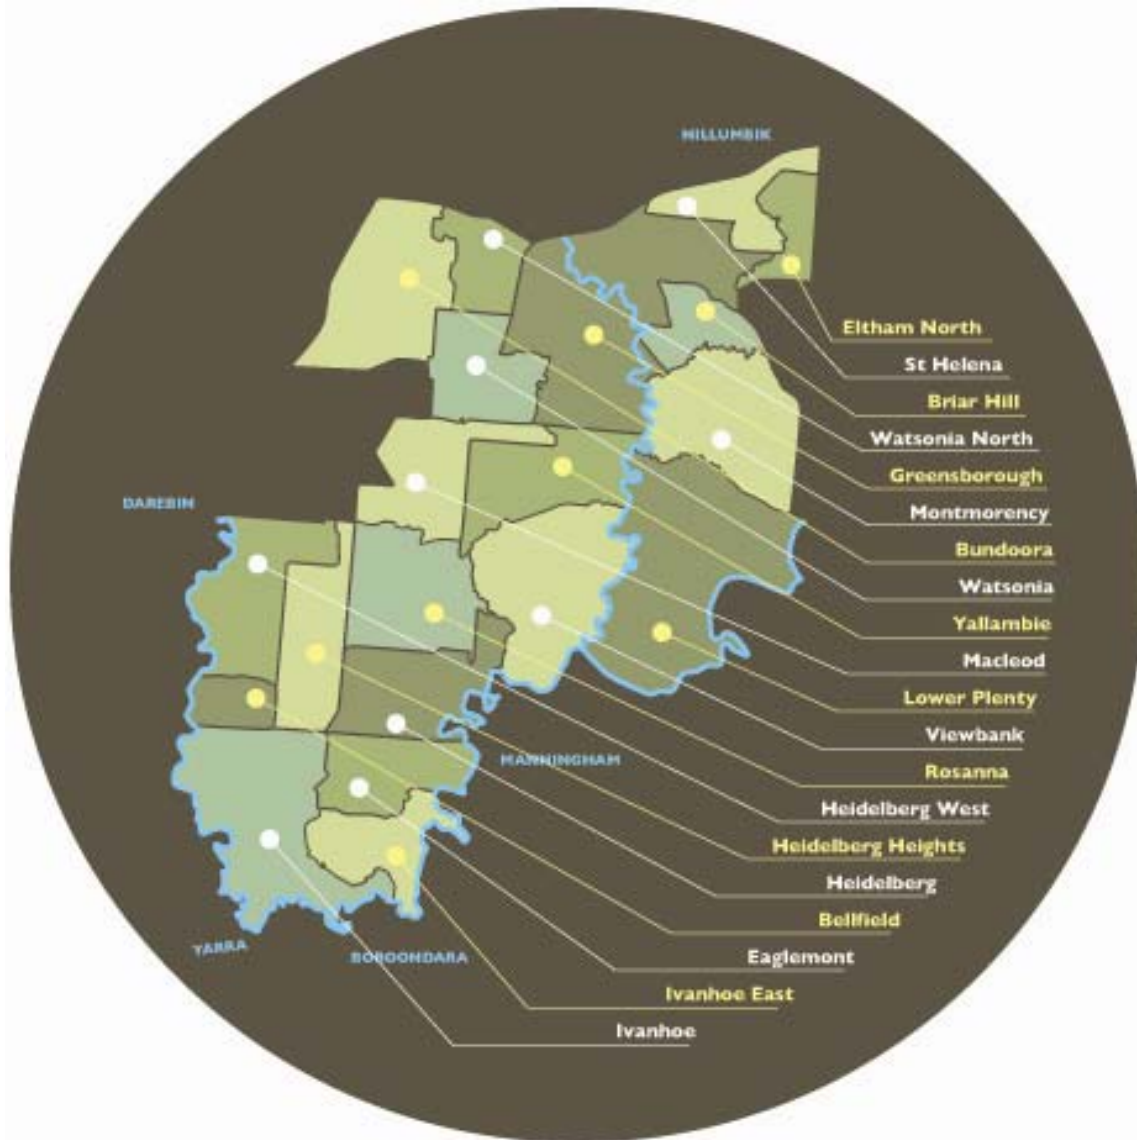 NILLUMBIK
Eltham North
St Helena
Briar Hill
Watsonia North
Greensborough
DAREBIN
Montmorency
Bundoora
Watsonia
Yallambie
Macleod
Lower Plenty
Viewbank
MANNINGHAM
Rosanna
Heidelberg West
Heidelberg Heights
Heidelberg
Bellfield
YARRA
BOROONDARA
Eaglemont
Ivanhoe East
Ivanhoe